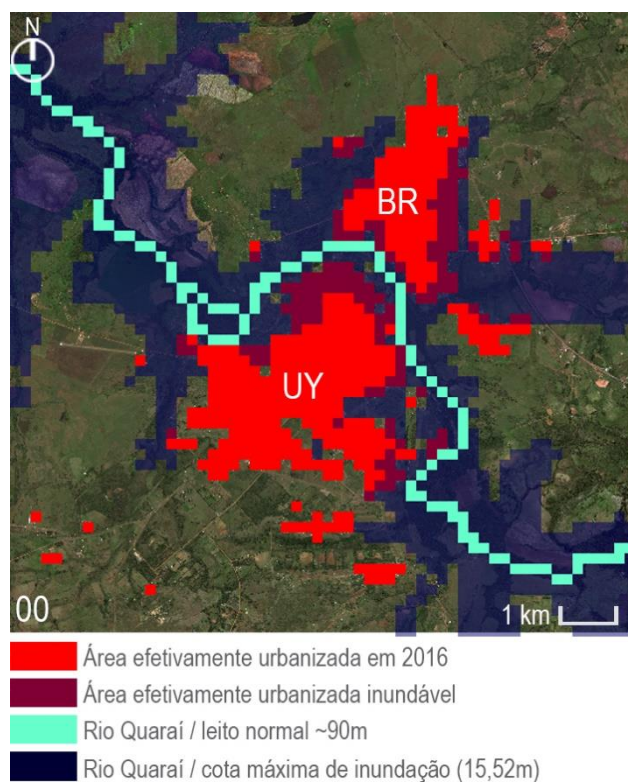 N
BR
UY
00
1 km
Área efetivamente urbanizada em 2016
Área efetivamente urbanizada inundável
Rio Quaraí / leito normal ~90m
Rio Quaraí / cota máxima de inundação (15,52m)